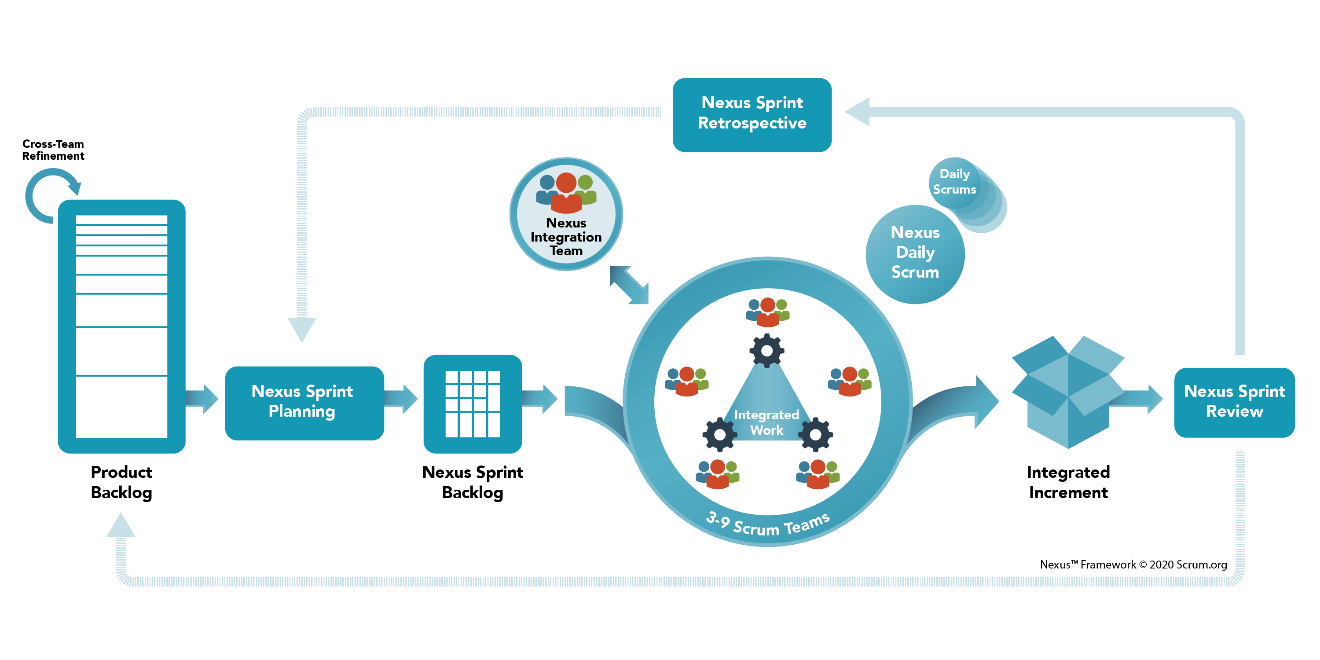 Nexus Sprint
Retrospective
Cross-Team
Refinement
Daily
Scrums
Nexus
Integration
Team
Nexus
Daily
Scrum
Nexus Sprint
Planning
Integrated
Work
Nexus Sprint
Review
Product
Backlog
Nexus Sprint
Backlog
Integrated
Increment
3-9 Scrum Teams
Nexus™ Framework © 2020 Scrum.org